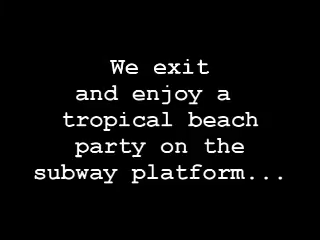 We exit
and enjoy a
tropical beach
party on the
subway platform...